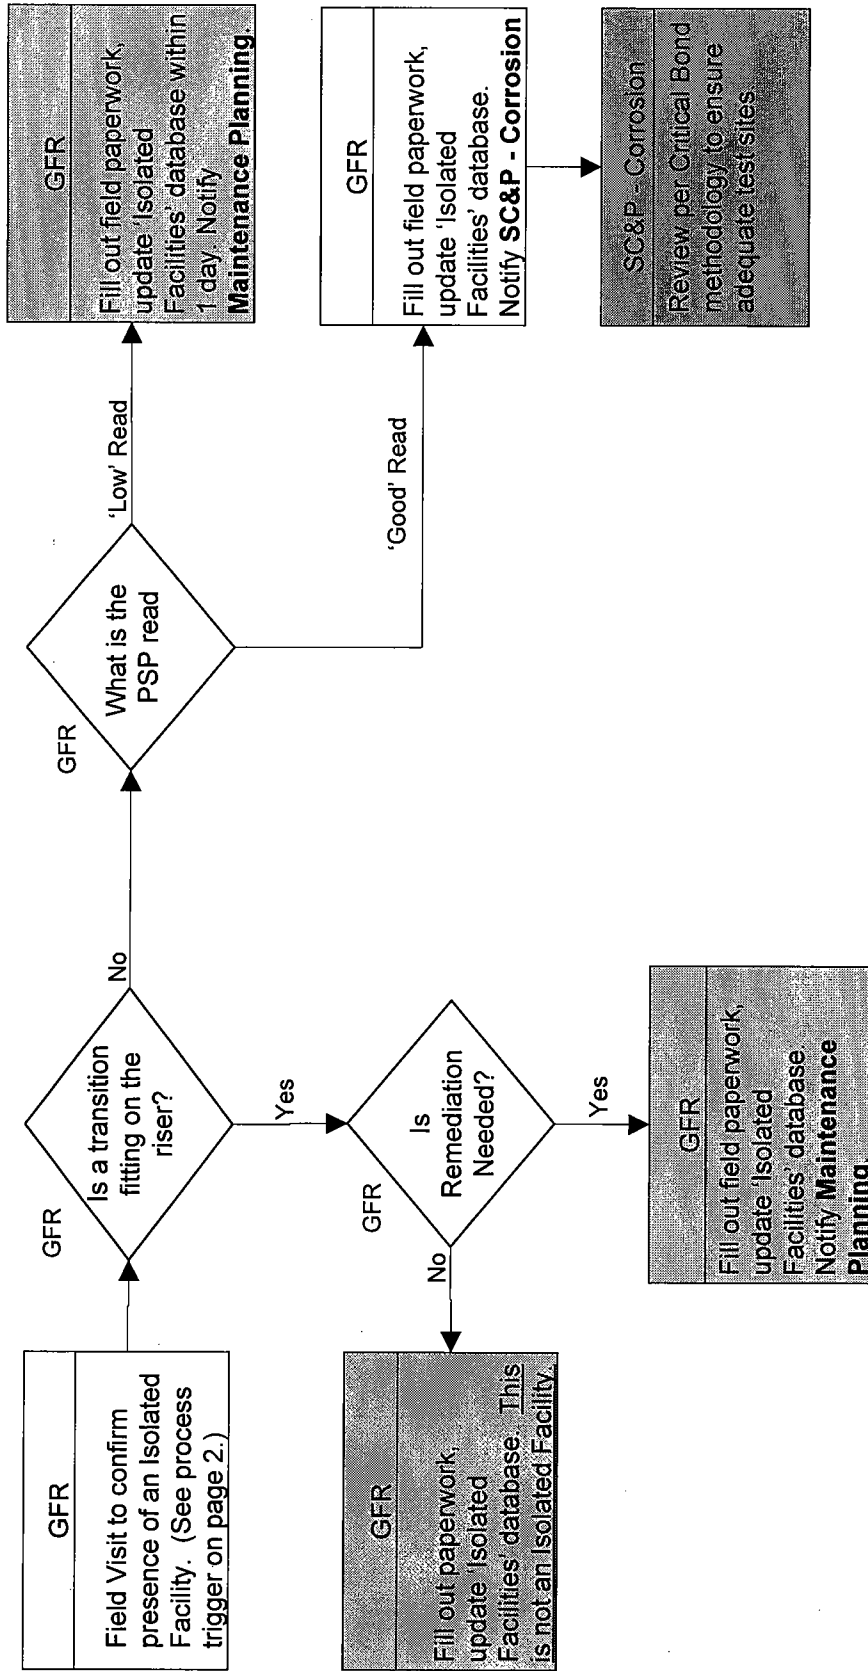 GFR
Field Visit to confirm
presence of an Isolated
Facility. (See process
trigger on page 2.)
GFR
Is a transition
fitting on the
riser?
No
Yes
GFR
What is the
PSP read
'Low' Read
'Good' Read
GFR
Fill out field paperwork,
update 'Isolated
Facilities' database within
1 day. Notify
Maintenance Planning.
GFR
Fill out field paperwork,
update 'Isolated
Facilities' database.
Notify SC&P - Corrosion
SC&P - Corrosion
Review per Critical Bond
methodology to ensure
adequate test sites.
GFR
Is
Remediation
Needed?
No
Yes
GFR
Fill out paperwork,
update 'Isolated
Facilities' database. This
is not an Isolated Facility.
GFR
Fill out field paperwork,
update 'Isolated
Facilities' database.
Notify Maintenance
Planning.